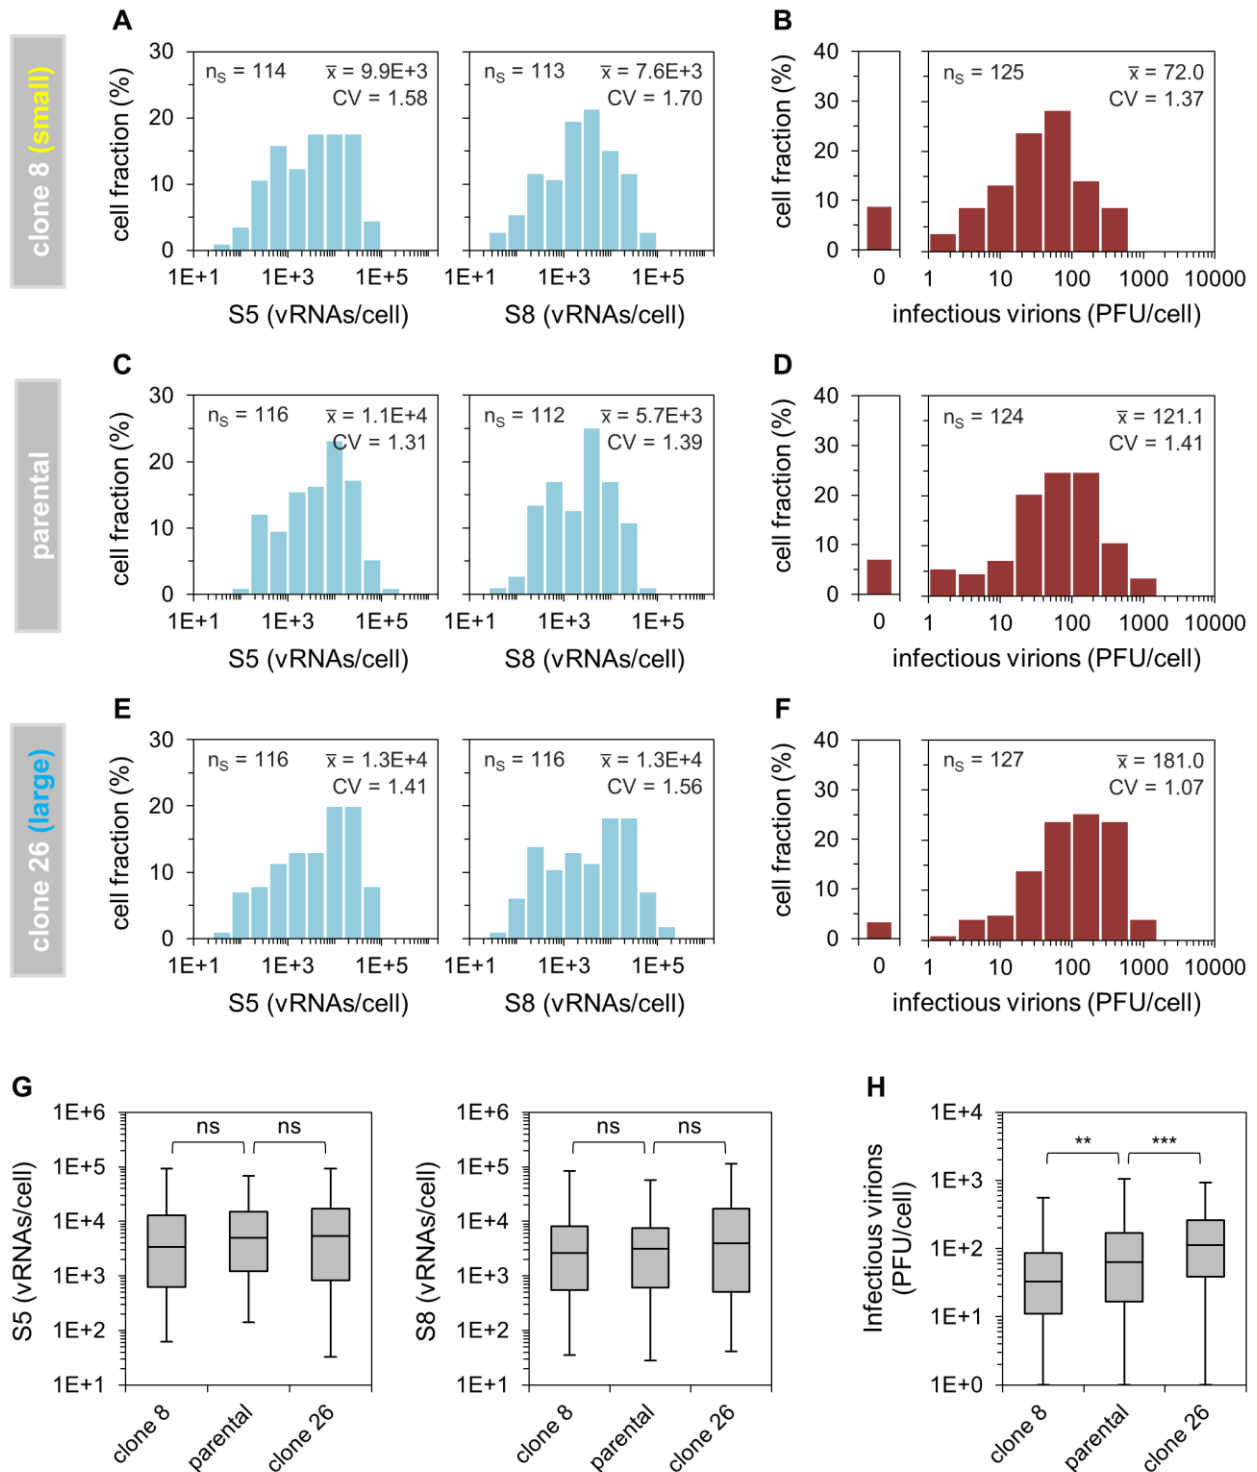 A
B
clone 8 (small)
cell fraction (%)
30
20
10
0
nS = 114
x̅ = 9.9E+3
CV = 1.58
1E+1 1E+3 1E+5
S5 (vRNAs/cell)
nS = 113
x̅ = 7.6E+3
CV = 1.70
1E+1 1E+3 1E+5
S8 (vRNAs/cell)
cell fraction (%)
40
30
20
10
0
0
nS = 125
x̅ = 72.0
CV = 1.37
1 10 100 1000 10000
infectious virions (PFU/cell)
C
D
parental
cell fraction (%)
30
20
10
0
nS = 116
x̅ = 1.1E+4
CV = 1.31
1E+1 1E+3 1E+5
S5 (vRNAs/cell)
nS = 112
x̅ = 5.7E+3
CV = 1.39
1E+1 1E+3 1E+5
S8 (vRNAs/cell)
cell fraction (%)
40
30
20
10
0
0
nS = 124
x̅ = 121.1
CV = 1.41
1 10 100 1000 10000
infectious virions (PFU/cell)
E
F
clone 26 (large)
cell fraction (%)
30
20
10
0
nS = 116
x̅ = 1.3E+4
CV = 1.41
1E+1 1E+3 1E+5
S5 (vRNAs/cell)
nS = 116
x̅ = 1.3E+4
CV = 1.56
1E+1 1E+3 1E+5
S8 (vRNAs/cell)
cell fraction (%)
40
30
20
10
0
0
nS = 127
x̅ = 181.0
CV = 1.07
1 10 100 1000 10000
infectious virions (PFU/cell)
G
S5 (vRNAs/cell)
1E+6
1E+5
1E+4
1E+3
1E+2
1E+1
ns ns
clone 8
parental
clone 26
S8 (vRNAs/cell)
1E+6
1E+5
1E+4
1E+3
1E+2
1E+1
ns ns
clone 8
parental
clone 26
H
Infectious virions
(PFU/cell)
1E+4
1E+3
1E+2
1E+1
1E+0
** ***
clone 8
parental
clone 26